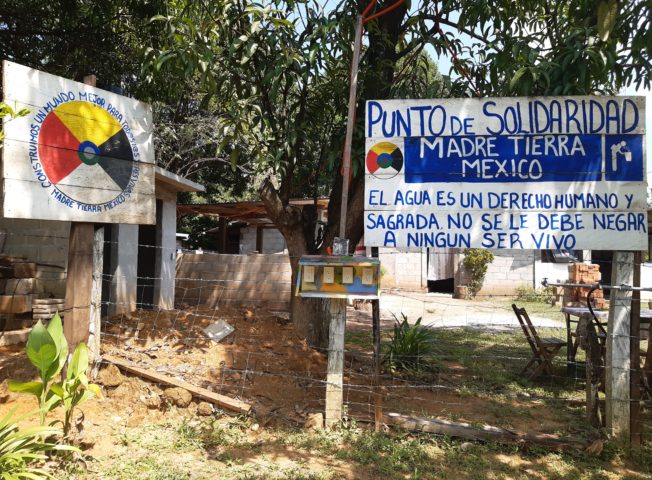 CONSTRUIMOS UN MUNDO MEJOR PARA TODOS Y TODAS
MADRE TIERRA MEXICO
PUNTO DE SOLIDARIDAD
MADRE TIERRA
MEXICO
EL AGUA ES UN DERECHO HUMANO Y
SAGRADA. NO SE LE DEBE NEGAR
A NINGUN SER VIVO